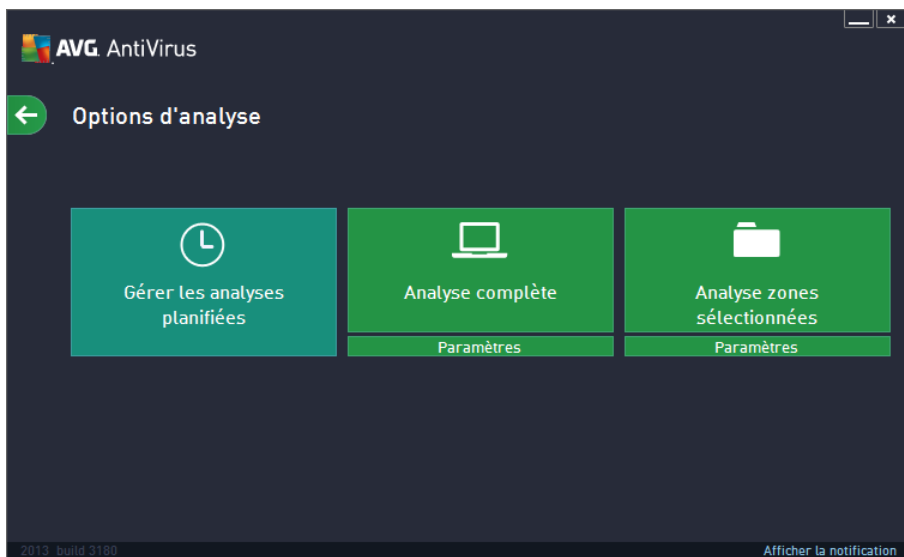 AVG. AntiVirus
Options d'analyse
Gérer les analyses
planifiées
Analyse complète
Paramètres
Analyse zones
sélectionnées
Paramètres
2013 build 3180
Afficher la notification